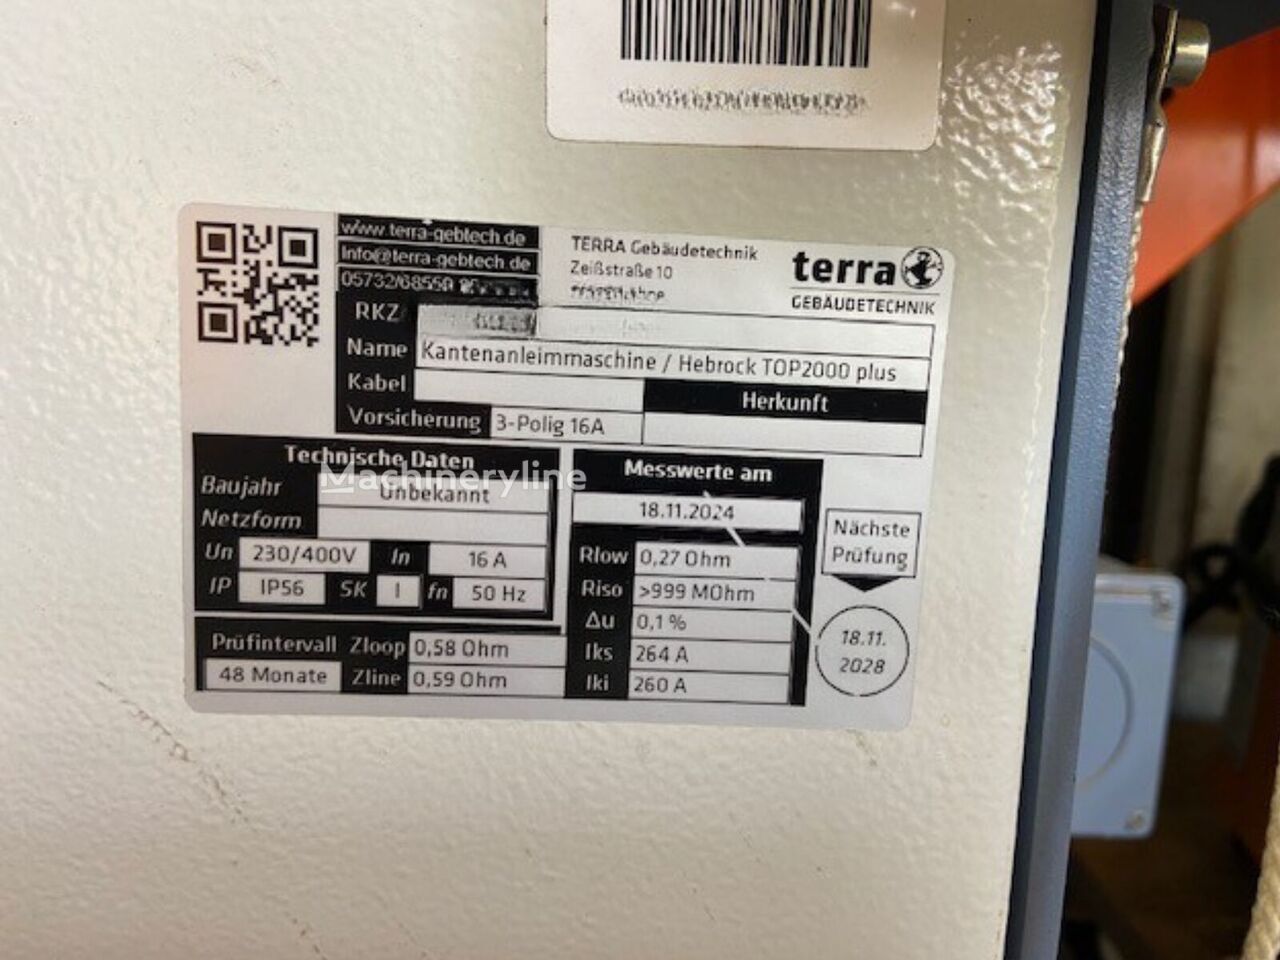 www.terra-gebtech.de
Info@terra-gebtech.de
05732/68550
TERRA Gebäudetechnik
Zeißstraße 10
terra
GEBÄUDETECHNIK
RKZ
Name Kantenanleimmaschine / Hebrock TOP2000 plus
Kabel
Herkunft
Vorsicherung 3-Polig 16A
Technische Daten
Machineryline
Baujahr Unbekannt
Netzform
Un 230/400V In 16 A
IP IP56 SK I fn 50 Hz
Prüfintervall Zloop 0,58 Ohm
48 Monate Zline 0,59 Ohm
Messwerte am
18.11.2024
Rlow 0,27 Ohm
Riso >999 MOhm
Δu 0,1 %
Iks 264 A
Iki 260 A
Nächste
Prüfung
18.11.
2028